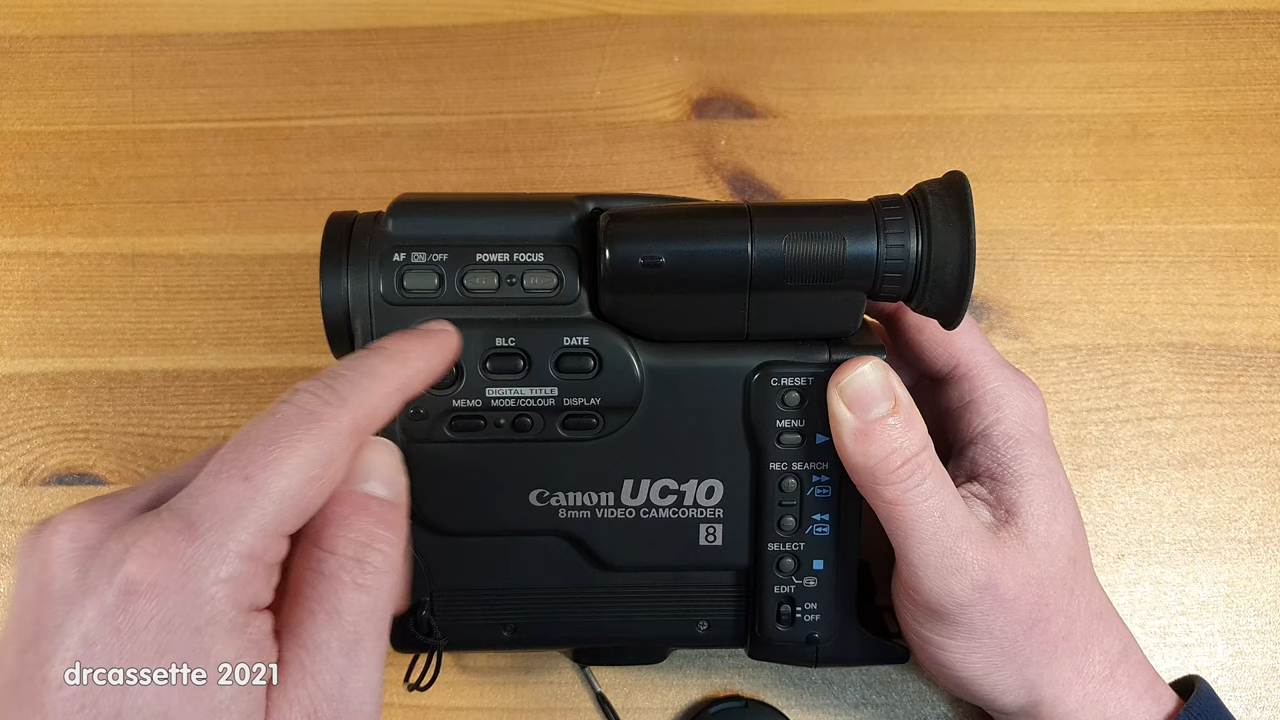 AF ON/OFF POWER FOCUS
BLC DATE
DIGITAL TITLE
MEMO MODE/COLOUR DISPLAY
Canon UC10
8mm VIDEO CAMCORDER
8
C.RESET
MENU
REC SEARCH
SELECT
EDIT
ON
OFF
drcassette 2021